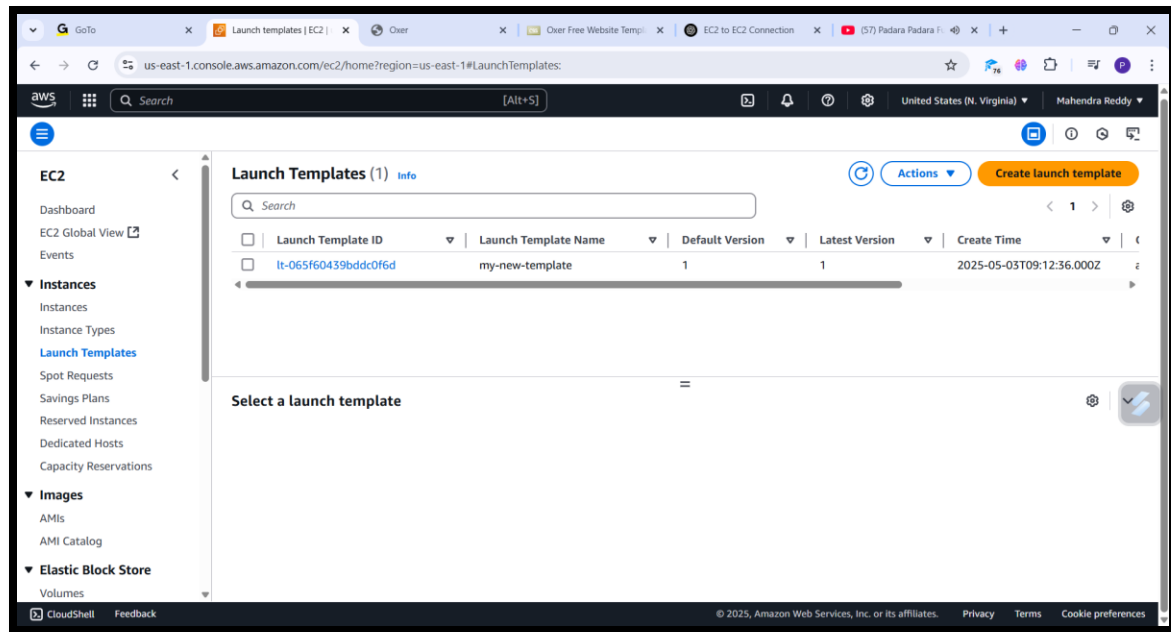 GoTo
Launch templates | EC2 |
Oxer
Oxer Free Website Templ
EC2 to EC2 Connection
(57) Padara Padara Fu
us-east-1.console.aws.amazon.com/ec2/home?region=us-east-1#LaunchTemplates:
76
P
aws
Search
[Alt+S]
United States (N. Virginia)
Mahendra Reddy
EC2
Dashboard
EC2 Global View
Events
Instances
Instances
Instance Types
Launch Templates
Spot Requests
Savings Plans
Reserved Instances
Dedicated Hosts
Capacity Reservations
Images
AMIs
AMI Catalog
Elastic Block Store
Volumes
Launch Templates (1) Info
Actions
Create launch template
Search
1
Launch Template ID
Launch Template Name
Default Version
Latest Version
Create Time
lt-065f60439bddc0f6d
my-new-template
1
1
2025-05-03T09:12:36.000Z
Select a launch template
CloudShell
Feedback
© 2025, Amazon Web Services, Inc. or its affiliates.
Privacy
Terms
Cookie preferences